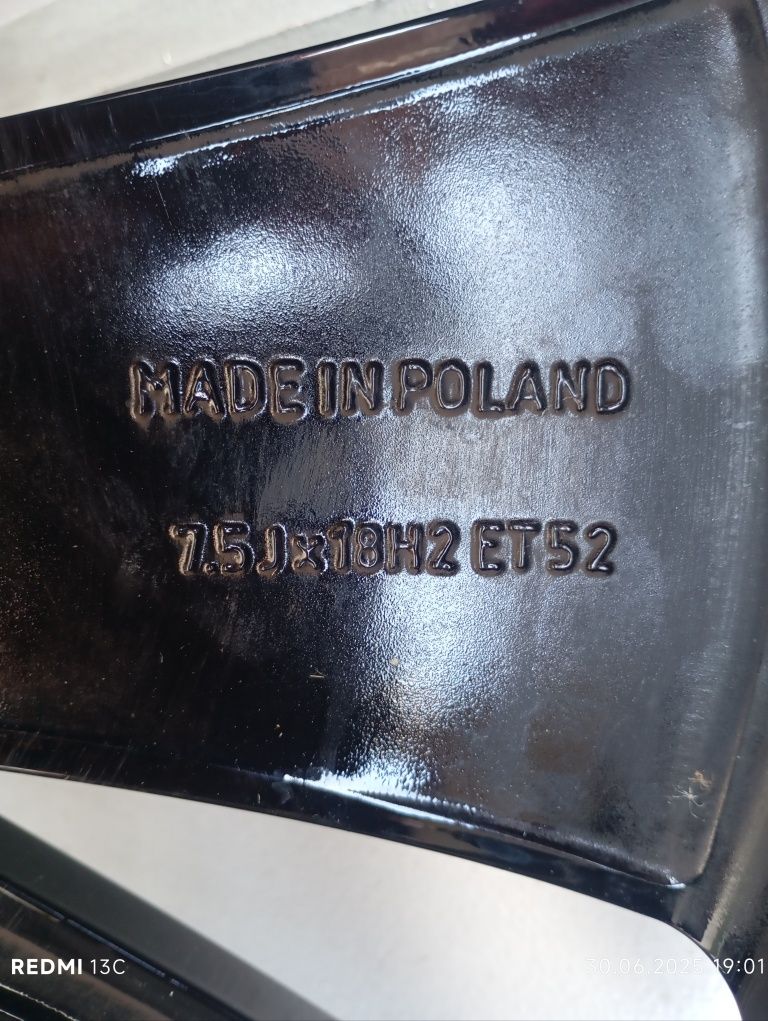 MADE IN POLAND
7.5Jx18H2 ET52
REDMI 13C
30.06.2025 19:01